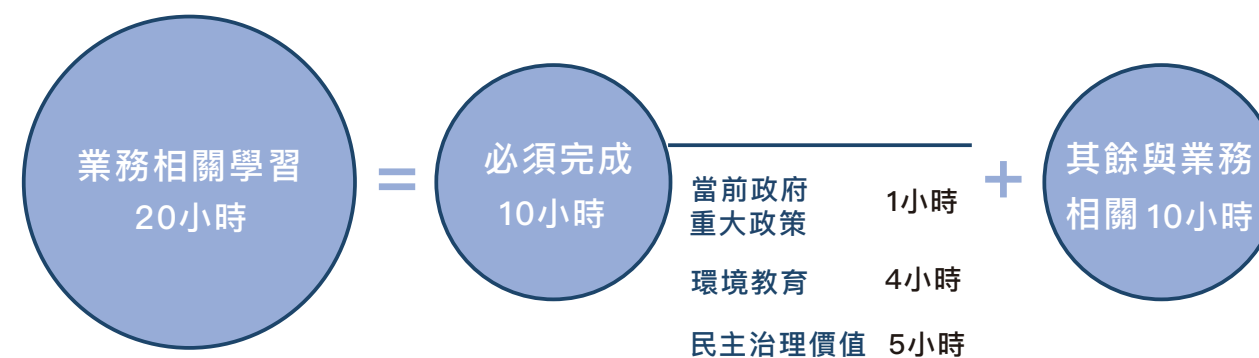 業務相關學習
20小時
=
必須完成
10小時
當前政府
重大政策
1小時
環境教育 4小時
民主治理價值 5小時
+
其餘與業務
相關10小時